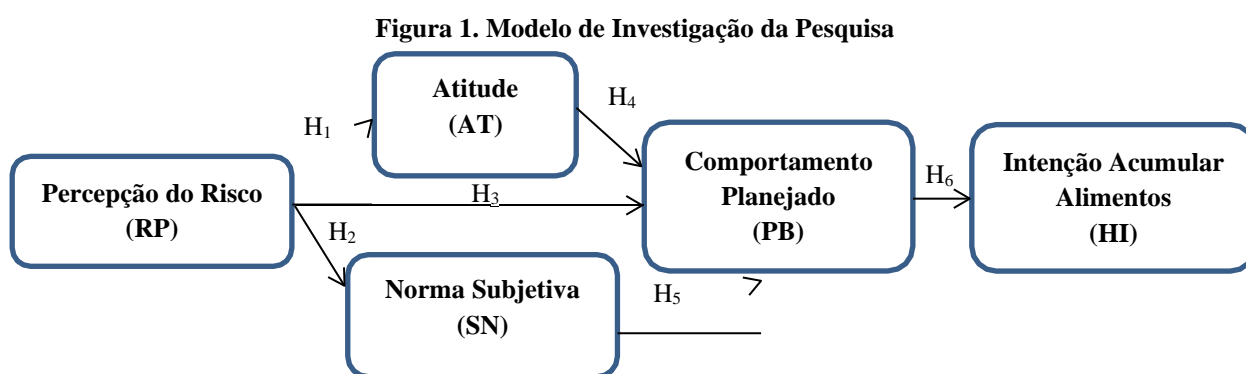 Figura 1. Modelo de Investigação da Pesquisa
Atitude
(AT)
H4
H1
Comportamento
Planejado
(PB)
Intenção Acumular
Alimentos
(HI)
H6
Percepção do Risco
(RP)
H3
H2
Norma Subjetiva
(SN)
H5